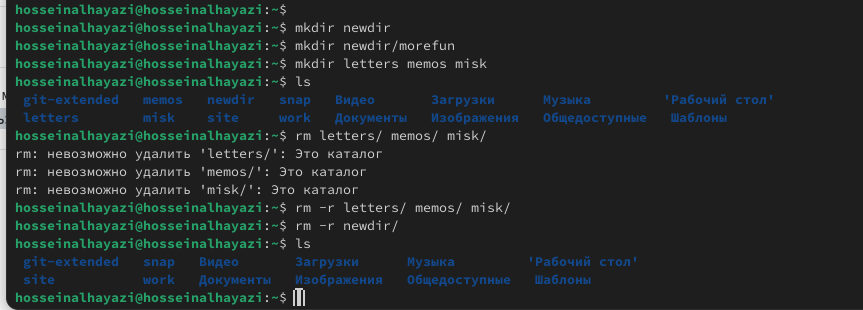 hosseinalhayazi@hosseinalhayazi:~$
hosseinalhayazi@hosseinalhayazi:~$ mkdir newdir
hosseinalhayazi@hosseinalhayazi:~$ mkdir newdir/morefun
hosseinalhayazi@hosseinalhayazi:~$ mkdir letters memos misk
hosseinalhayazi@hosseinalhayazi:~$ ls
git-extended memos newdir snap Видео Загрузки Музыка 'Рабочий стол'
letters misk site work Документы Изображения Общедоступные Шаблоны
hosseinalhayazi@hosseinalhayazi:~$ rm letters/ memos/ misk/
rm: невозможно удалить 'letters/': Это каталог
rm: невозможно удалить 'memos/': Это каталог
rm: невозможно удалить 'misk/': Это каталог
hosseinalhayazi@hosseinalhayazi:~$ rm -r letters/ memos/ misk/
hosseinalhayazi@hosseinalhayazi:~$ rm -r newdir/
hosseinalhayazi@hosseinalhayazi:~$ ls
git-extended snap Видео Загрузки Музыка 'Рабочий стол'
site work Документы Изображения Общедоступные Шаблоны
hosseinalhayazi@hosseinalhayazi:~$